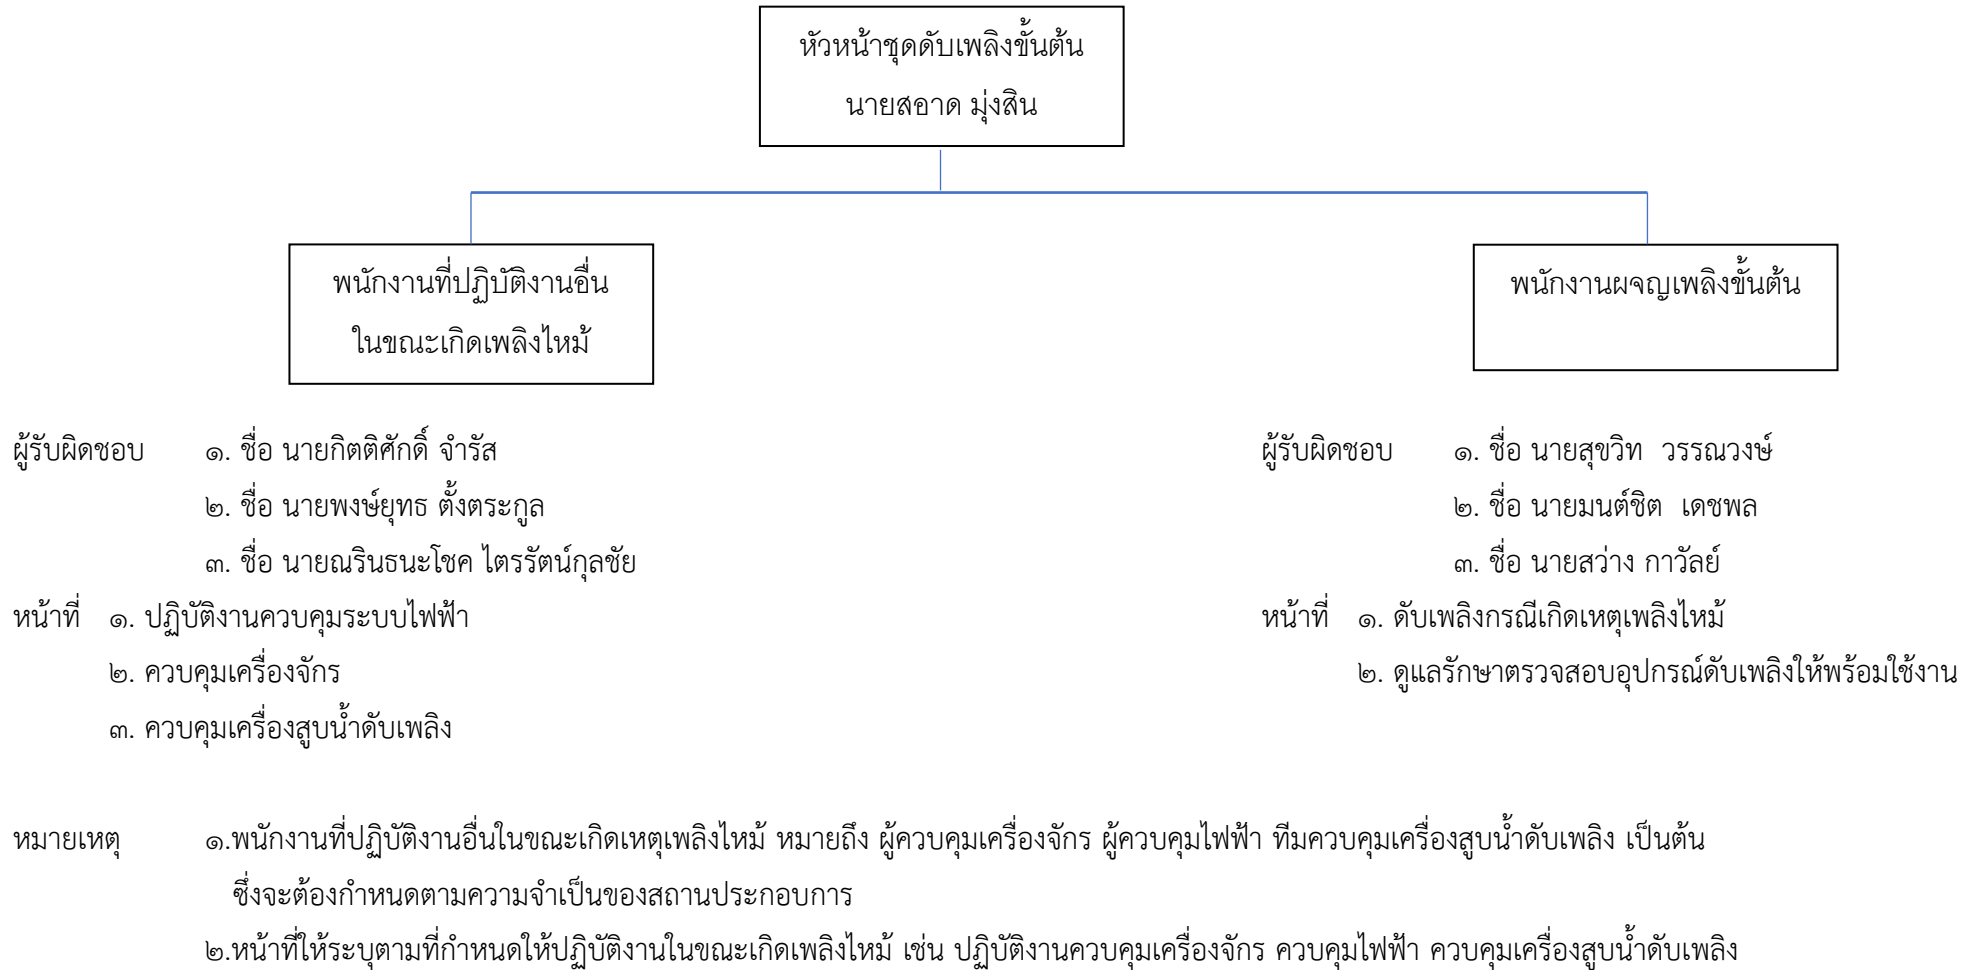 หัวหน้าชุดดับเพลิงขั้นต้น
นายสอาด มุ่งสิน
พนักงานที่ปฏิบัติงานอื่น
ในขณะเกิดเพลิงไหม้
พนักงานผจญเพลิงขั้นต้น
ผู้รับผิดชอบ ๑. ชื่อ นายกิตติศักดิ์ จำรัส
๒. ชื่อ นายพงษ์ยุทธ ตั้งตระกูล
๓. ชื่อ นายณรินธนะโชค ไตรรัตน์กุลชัย
หน้าที่ ๑. ปฏิบัติงานควบคุมระบบไฟฟ้า
๒. ควบคุมเครื่องจักร
๓. ควบคุมเครื่องสูบน้ำดับเพลิง
ผู้รับผิดชอบ ๑. ชื่อ นายสุขวิท วรรณวงษ์
๒. ชื่อ นายมนต์ชิต เดชพล
๓. ชื่อ นายสว่าง กาวัลย์
หน้าที่ ๑. ดับเพลิงกรณีเกิดเหตุเพลิงไหม้
๒. ดูแลรักษาตรวจสอบอุปกรณ์ดับเพลิงให้พร้อมใช้งาน
หมายเหตุ ๑.พนักงานที่ปฏิบัติงานอื่นในขณะเกิดเหตุเพลิงไหม้ หมายถึง ผู้ควบคุมเครื่องจักร ผู้ควบคุมไฟฟ้า ทีมควบคุมเครื่องสูบน้ำดับเพลิง เป็นต้น
ซึ่งจะต้องกำหนดตามความจำเป็นของสถานประกอบการ
๒.หน้าที่ให้ระบุตามที่กำหนดให้ปฏิบัติงานในขณะเกิดเพลิงไหม้ เช่น ปฏิบัติงานควบคุมเครื่องจักร ควบคุมไฟฟ้า ควบคุมเครื่องสูบน้ำดับเพลิง